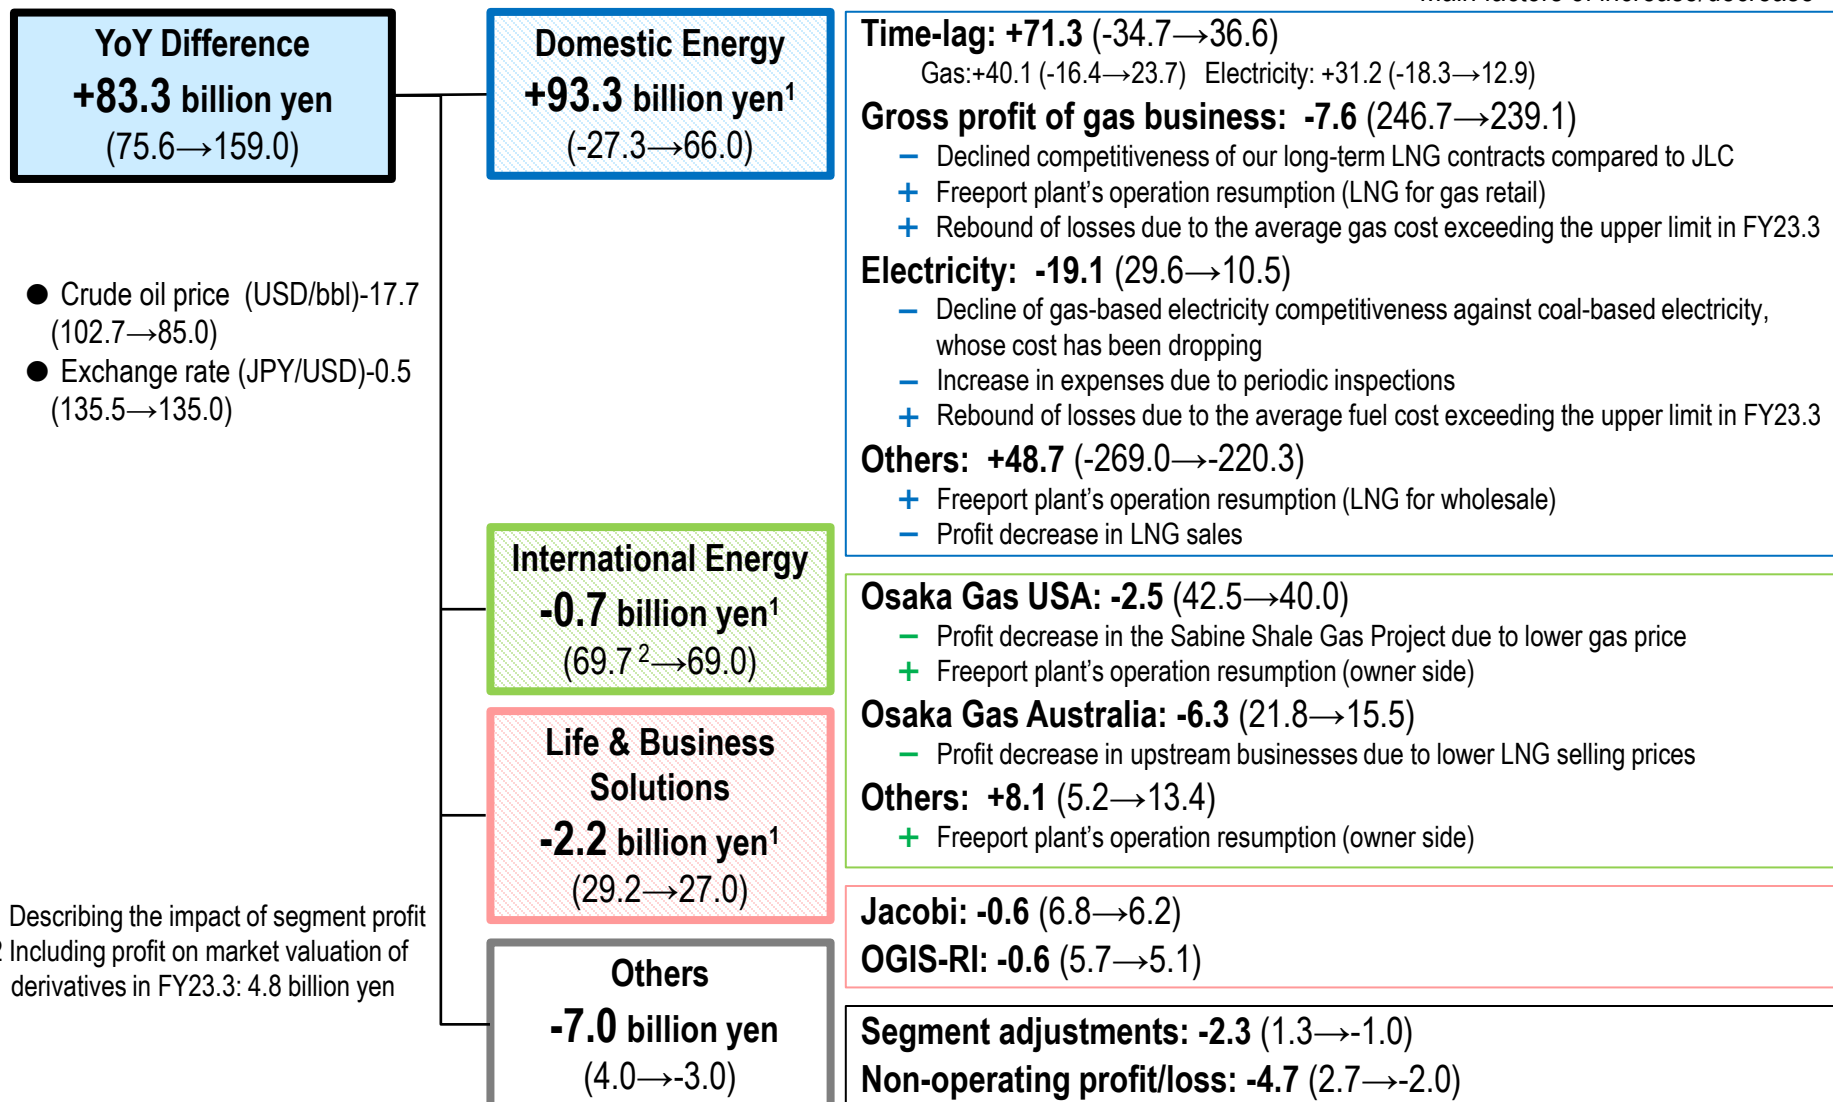 Main factors of increase/decrease
YoY Difference
+83.3 billion yen
(75.6→159.0)
● Crude oil price (USD/bbl)-17.7
(102.7→85.0)
● Exchange rate (JPY/USD)-0.5
(135.5→135.0)
Describing the impact of segment profit
2 Including profit on market valuation of
derivatives in FY23.3: 4.8 billion yen
Domestic Energy
+93.3 billion yen¹
(-27.3→66.0)
Time-lag: +71.3 (-34.7→36.6)
Gas:+40.1 (-16.4→23.7) Electricity: +31.2 (-18.3→12.9)
Gross profit of gas business: -7.6 (246.7→239.1)
− Declined competitiveness of our long-term LNG contracts compared to JLC
+ Freeport plant's operation resumption (LNG for gas retail)
+ Rebound of losses due to the average gas cost exceeding the upper limit in FY23.3
Electricity: -19.1 (29.6→10.5)
− Decline of gas-based electricity competitiveness against coal-based electricity,
whose cost has been dropping
− Increase in expenses due to periodic inspections
+ Rebound of losses due to the average fuel cost exceeding the upper limit in FY23.3
Others: +48.7 (-269.0→-220.3)
+ Freeport plant's operation resumption (LNG for wholesale)
− Profit decrease in LNG sales
International Energy
-0.7 billion yen¹
(69.7 ²→69.0)
Osaka Gas USA: -2.5 (42.5→40.0)
− Profit decrease in the Sabine Shale Gas Project due to lower gas price
+ Freeport plant's operation resumption (owner side)
Osaka Gas Australia: -6.3 (21.8→15.5)
− Profit decrease in upstream businesses due to lower LNG selling prices
Others: +8.1 (5.2→13.4)
+ Freeport plant's operation resumption (owner side)
Life & Business
Solutions
-2.2 billion yen¹
(29.2→27.0)
Jacobi: -0.6 (6.8→6.2)
OGIS-RI: -0.6 (5.7→5.1)
Others
-7.0 billion yen
(4.0→-3.0)
Segment adjustments: -2.3 (1.3→-1.0)
Non-operating profit/loss: -4.7 (2.7→-2.0)